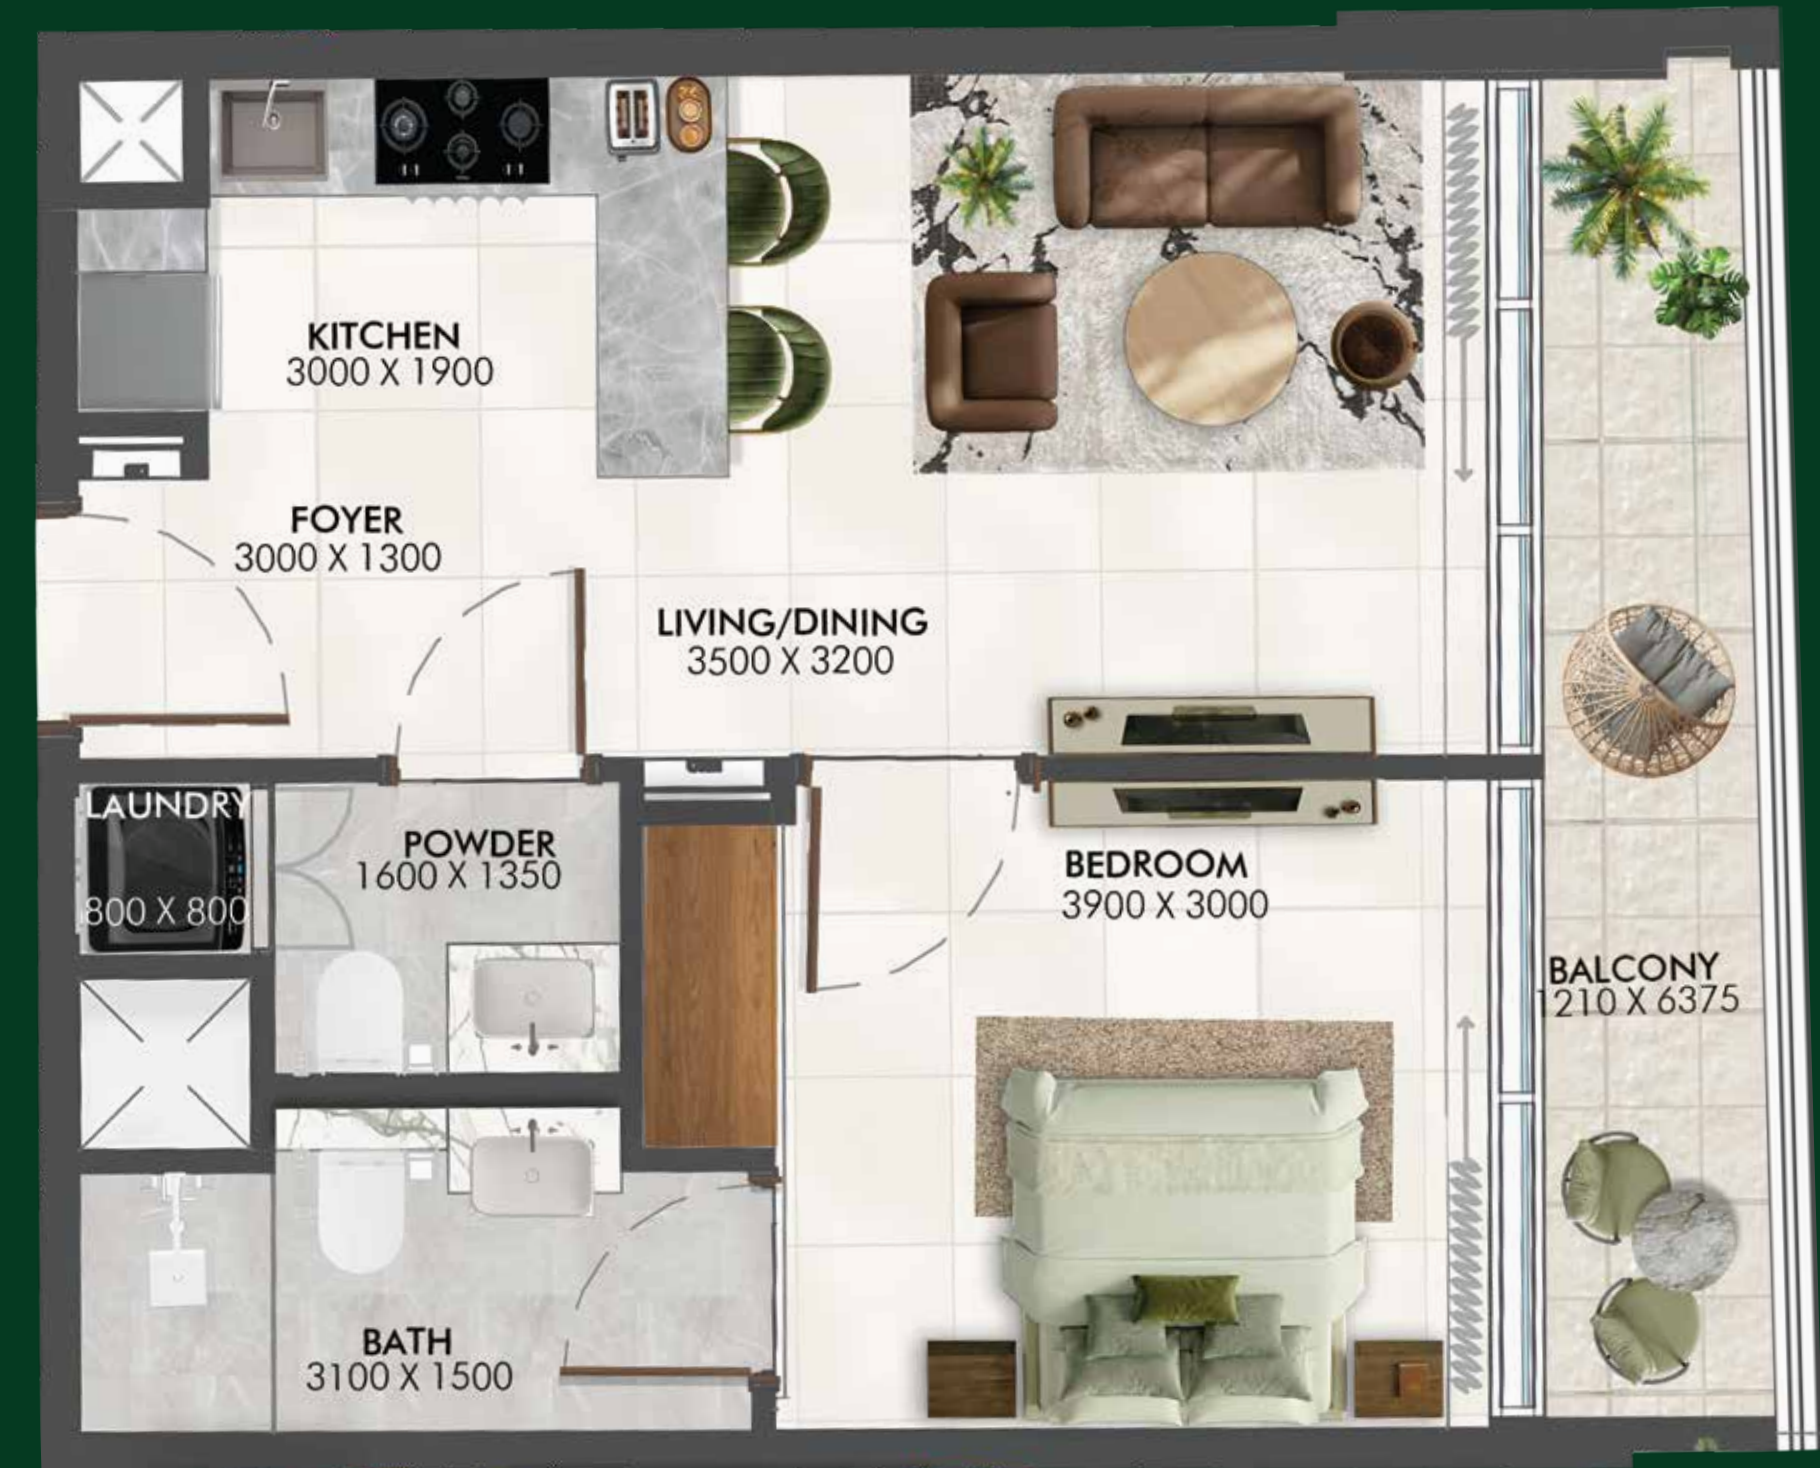 KITCHEN
3000 X 1900
FOYER
3000 X 1300
LIVING/DINING
3500 X 3200
LAUNDRY
800 X 800
POWDER
1600 X 1350
BEDROOM
3900 X 3000
BALCONY
1210 X 6375
BATH
3100 X 1500